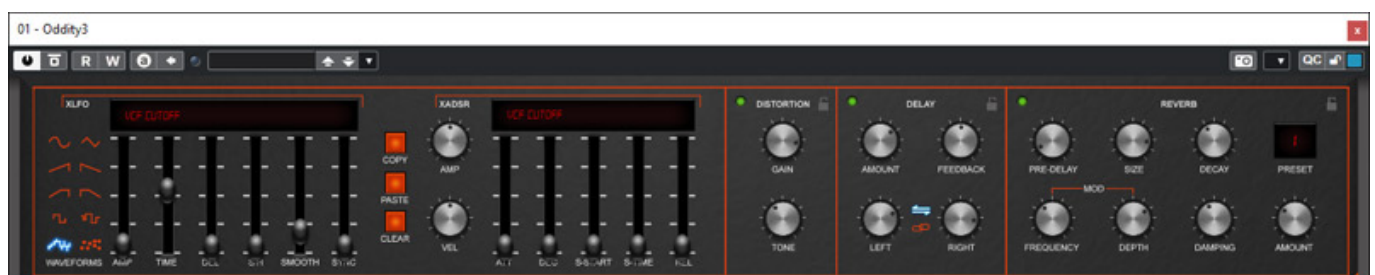 01 - Oddity3
x
R W
QC
XLFO
VCF CUTOFF
COPY
PASTE
CLEAR
WAVEFORMS AMP TIME DEL SMOOTH SYNC
XADSR
VCF CUTOFF
AMP
VEL
ATT S-START S-TIME REL
DISTORTION
GAIN
TONE
DELAY
AMOUNT FEEDBACK
LEFT RIGHT
REVERB
PRE-DELAY SIZE DECAY PRESET
1
MOD
FREQUENCY DEPTH DAMPING AMOUNT